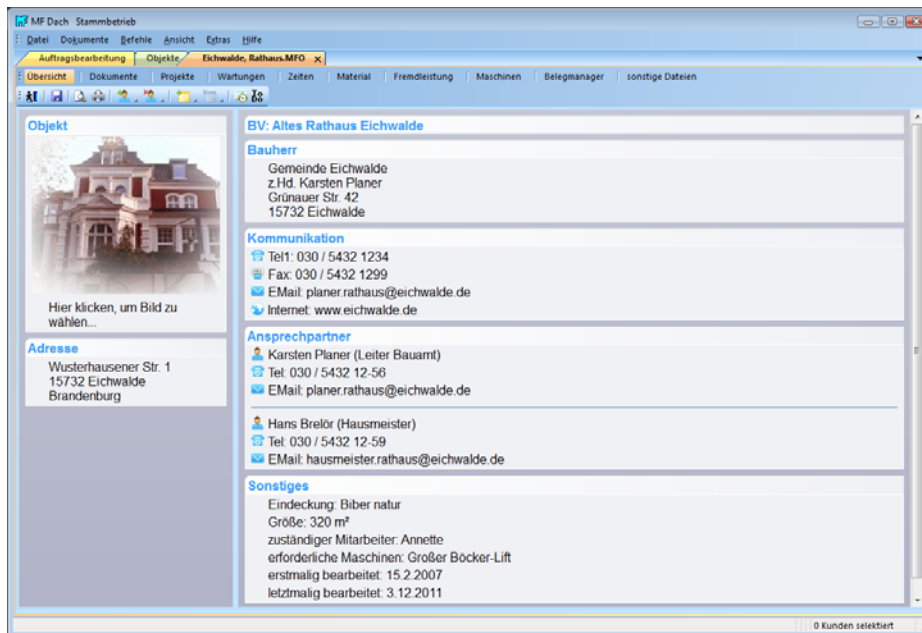 MF Dach Stammbetrieb
Datei Dokumente Befehle Ansicht Extras Hilfe
Auftragsbearbeitung Objekte Eichwalde, Rathaus.MFO x
Übersicht Dokumente Projekte Wartungen Zeiten Material Fremdleistung Maschinen Belegmanager sonstige Dateien
Objekt
Hier klicken, um Bild zu
wählen...
Adresse
Wusterhausener Str. 1
15732 Eichwalde
Brandenburg
BV: Altes Rathaus Eichwalde
Bauherr
Gemeinde Eichwalde
z.Hd. Karsten Planer
Grünauer Str. 42
15732 Eichwalde
Kommunikation
Tel1: 030 / 5432 1234
Fax: 030 / 5432 1299
EMail: planer.rathaus@eichwalde.de
Internet: www.eichwalde.de
Ansprechpartner
Karsten Planer (Leiter Bauamt)
Tel: 030 / 5432 12-56
EMail: planer.rathaus@eichwalde.de
Hans Brelör (Hausmeister)
Tel: 030 / 5432 12-59
EMail: hausmeister.rathaus@eichwalde.de
Sonstiges
Eindeckung: Biber natur
Größe: 320 m²
zuständiger Mitarbeiter: Annette
erforderliche Maschinen: Großer Böcker-Lift
erstmalig bearbeitet: 15.2.2007
letztmalig bearbeitet: 3.12.2011
0 Kunden selektiert